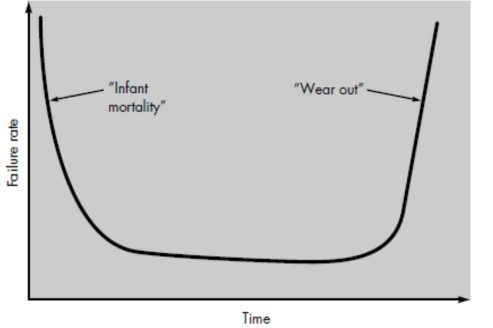 "Infant
mortality"
"Wear out"
Failure rate
Time